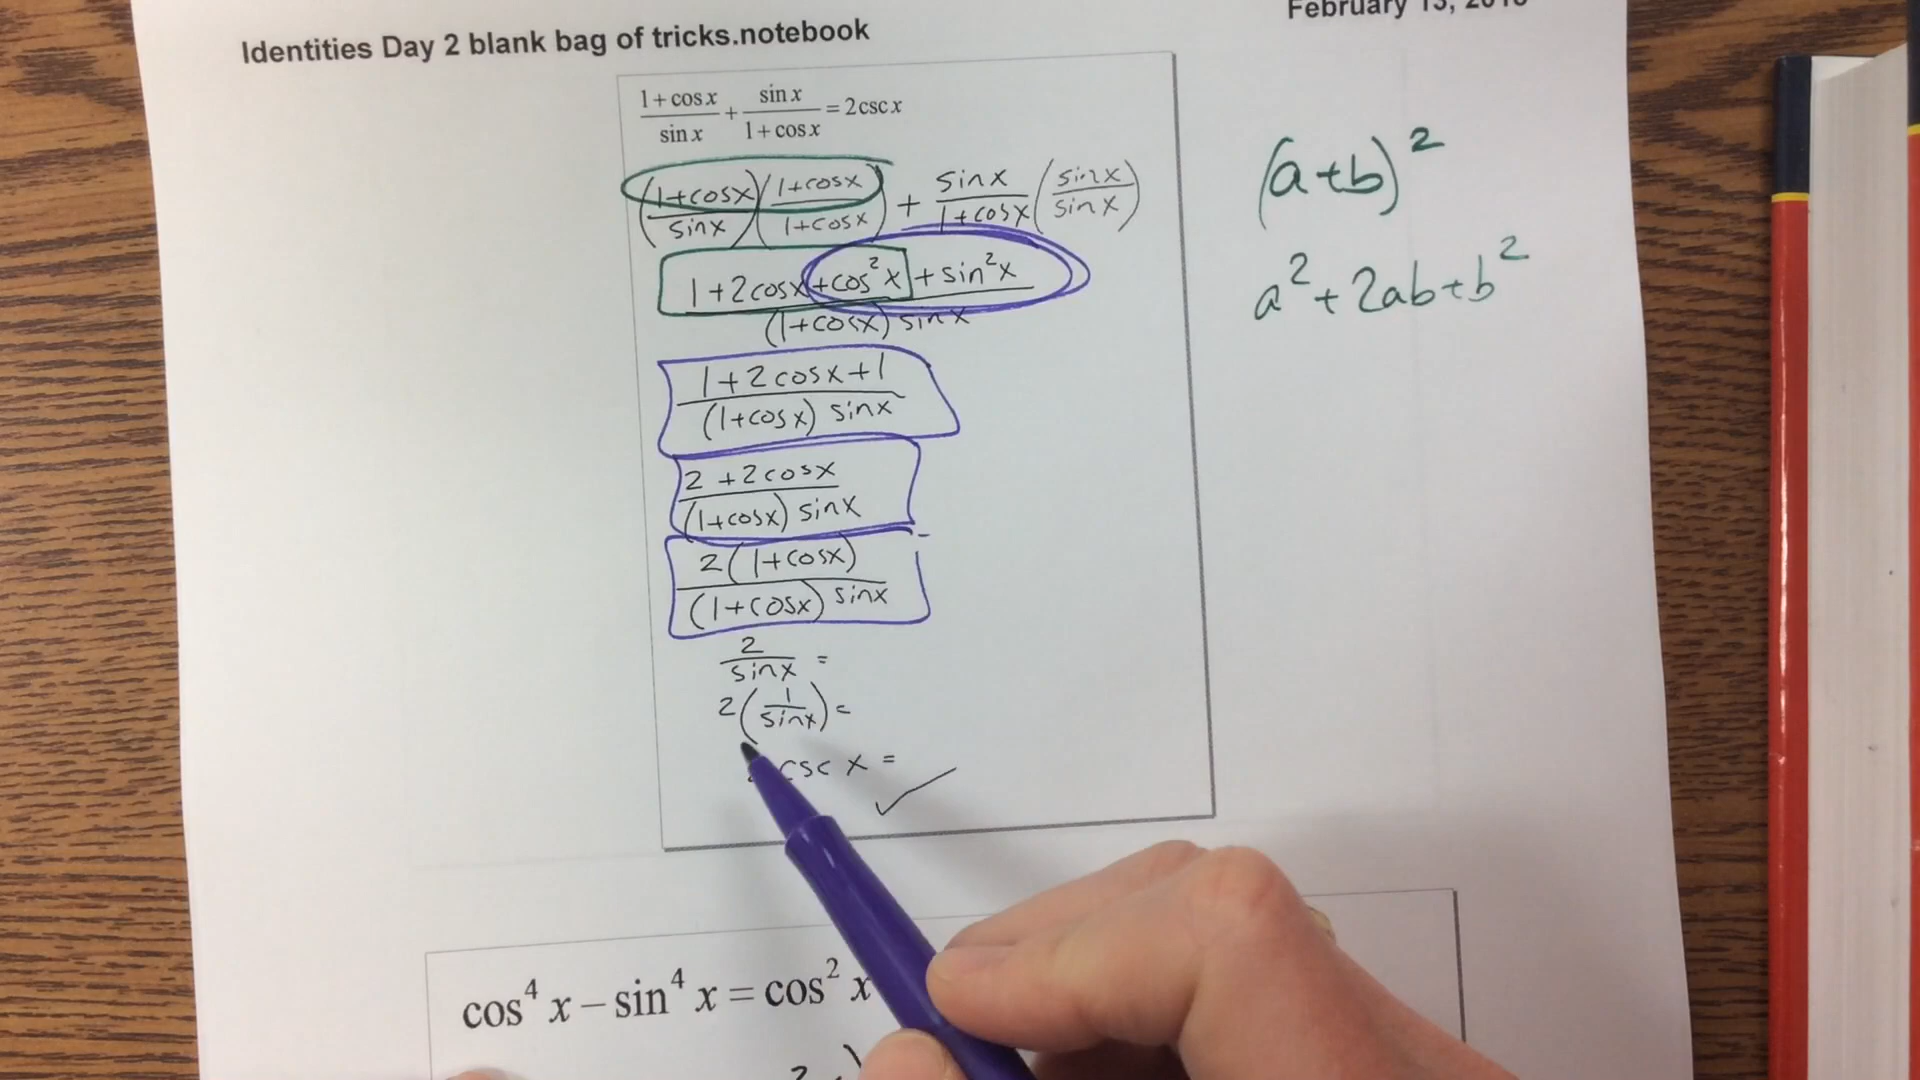 Identities Day 2 blank bag of tricks.notebook
February 13,
(1+cos x)/(sin x) + (sin x)/(1+cos x) = 2csc x
((1+cosx)/(sinx))((1+cosx)/(1+cosx)) + (sinx)/(1+cosx)((sinx)/(sinx))
(1+2cosx+cos²x+sin²x)/((1+cosx) sinx)
(1+2cosx+1)/((1+cosx) sinx)
(2+2cosx)/((1+cosx) sinx)
(2(1+cosx))/((1+cosx) sinx)
2/(sinx) =
2(1/(sinx)) =
csc x =
(a+b)²
a²+2ab+b²
cos⁴ x − sin⁴ x = cos² x
2 )